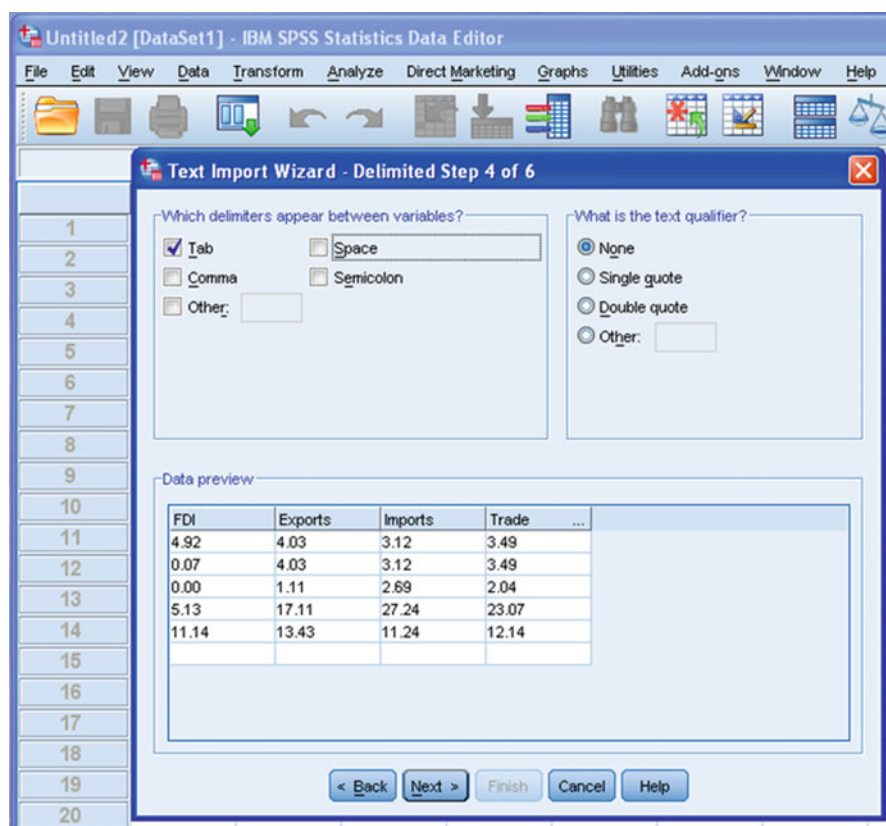 Untitled2 [DataSet1] - IBM SPSS Statistics Data Editor
File Edit View Data Transform Analyze Direct Marketing Graphs Utilities Add-ons Window Help
Text Import Wizard - Delimited Step 4 of 6
Which delimiters appear between variables?
Tab Space
Comma Semicolon
Other:
What is the text qualifier?
None
Single quote
Double quote
Other:
Data preview
FDI Exports Imports Trade ...
4.92 4.03 3.12 3.49
0.07 4.03 3.12 3.49
0.00 1.11 2.69 2.04
5.13 17.11 27.24 23.07
11.14 13.43 11.24 12.14
< Back Next > Finish Cancel Help
1
2
3
4
5
6
7
8
9
10
11
12
13
14
15
16
17
18
19
20